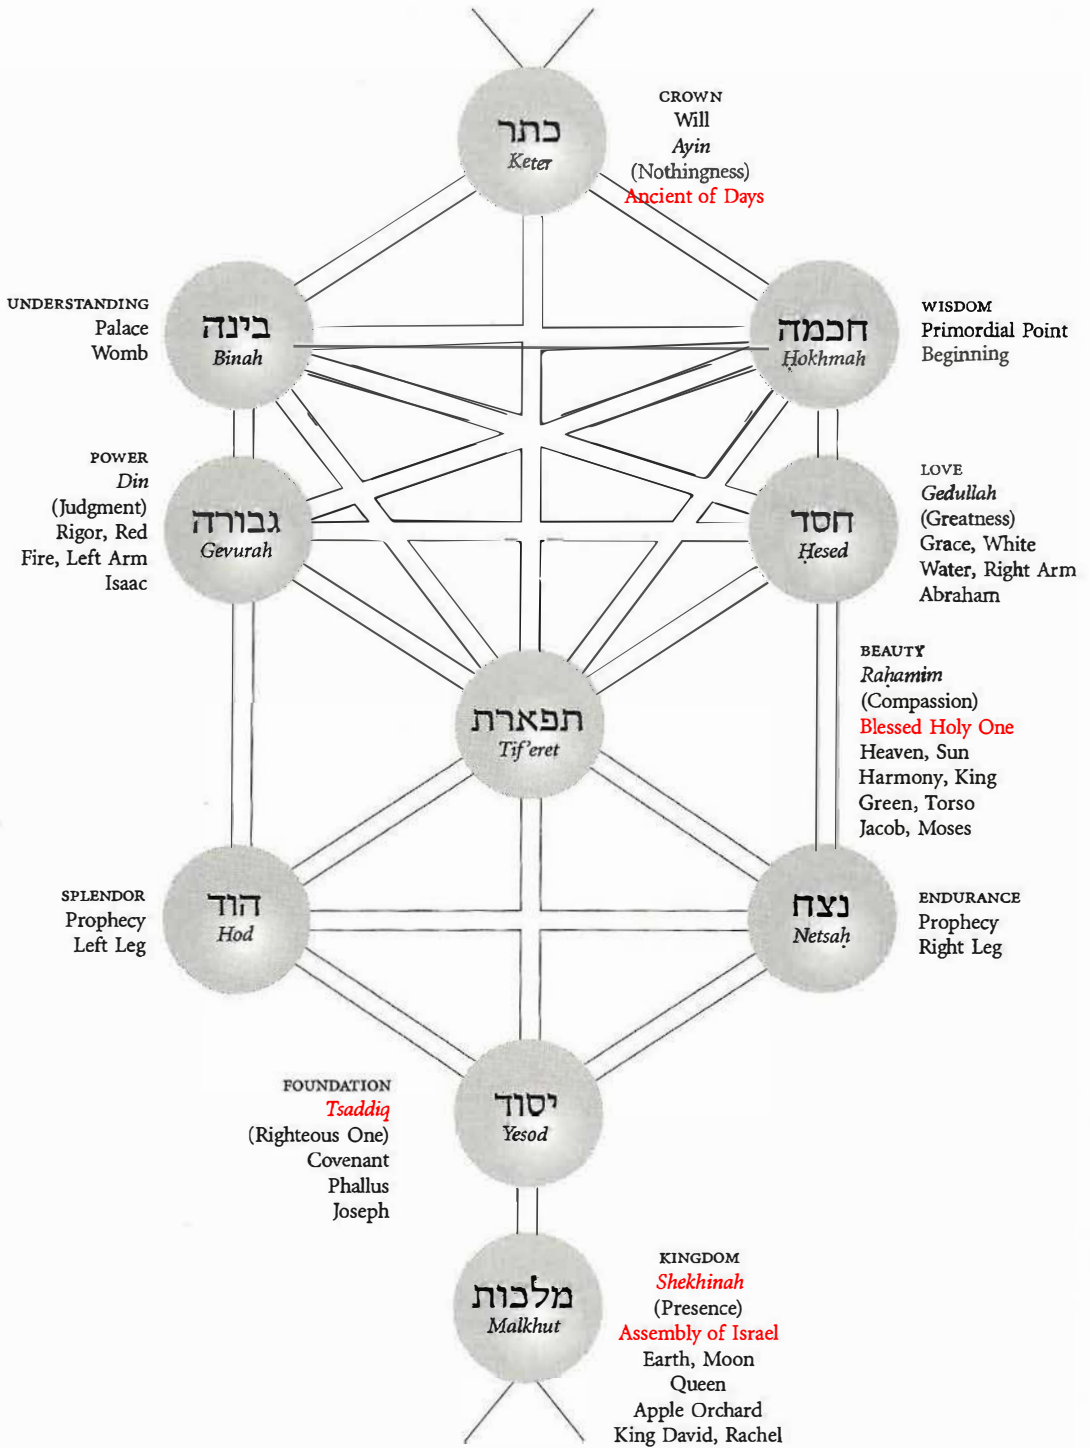 כתר
Keter
CROWN
Will
Ayin
(Nothingness)
Ancient of Days
UNDERSTANDING
Palace
Womb
בינה
Binah
חכמה
Ḥokhmah
WISDOM
Primordial Point
Beginning
POWER
Din
(Judgment)
Rigor, Red
Fire, Left Arm
Isaac
גבורה
Gevurah
חסד
Ḥesed
LOVE
Gedullah
(Greatness)
Grace, White
Water, Right Arm
Abraham
תפארת
Tif'eret
BEAUTY
Raḥamim
(Compassion)
Blessed Holy One
Heaven, Sun
Harmony, King
Green, Torso
Jacob, Moses
SPLENDOR
Prophecy
Left Leg
הוד
Hod
נצח
Netsaḥ
ENDURANCE
Prophecy
Right Leg
FOUNDATION
Tsaddiq
(Righteous One)
Covenant
Phallus
Joseph
יסוד
Yesod
מלכות
Malkhut
KINGDOM
Shekhinah
(Presence)
Assembly of Israel
Earth, Moon
Queen
Apple Orchard
King David, Rachel